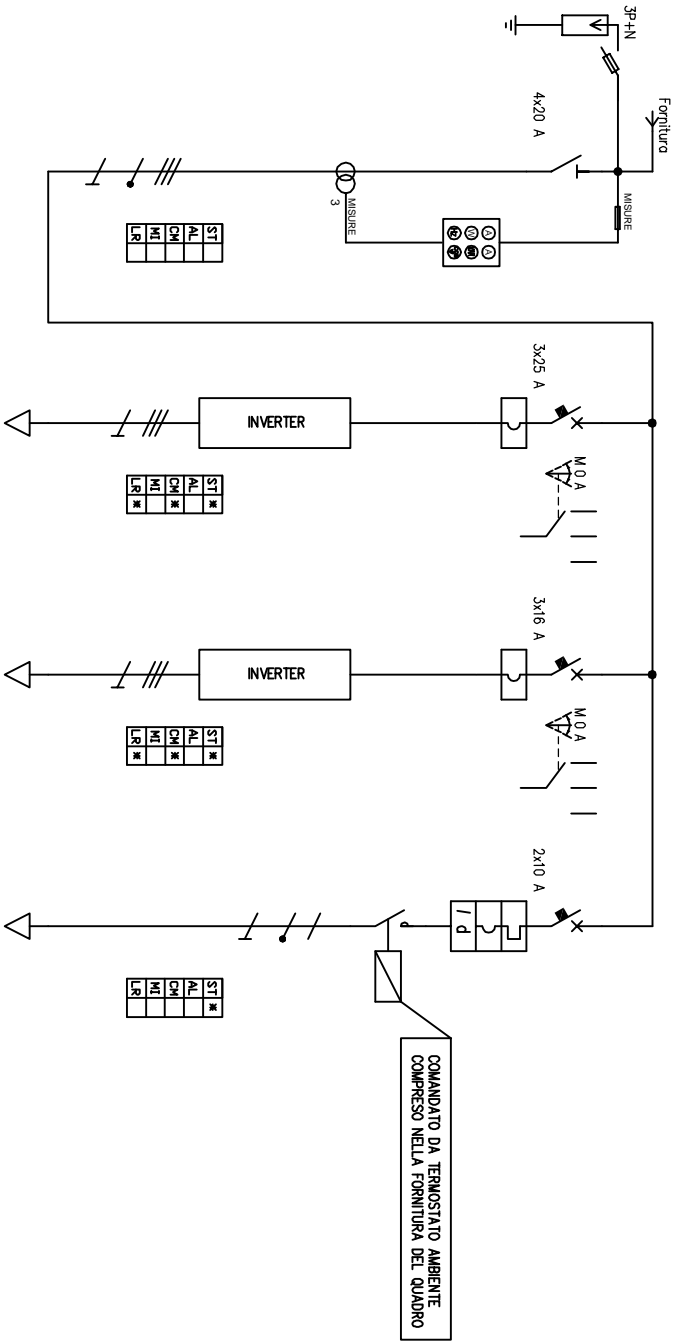 Fornitura
3P+N
4x20 A
MISURE
A A
MISURE
3
ST
AL
CM
MI
LR
3x25 A
M 0 A
INVERTER
ST *
AL
CM *
MI
LR *
3x16 A
M 0 A
INVERTER
ST *
AL
CM *
MI
LR *
2x10 A
I d
COMANDATO DA TERMOSTATO AMBIENTE
COMPRESO NELLA FORNITURA DEL QUADRO
ST *
AL
CM
MI
LR